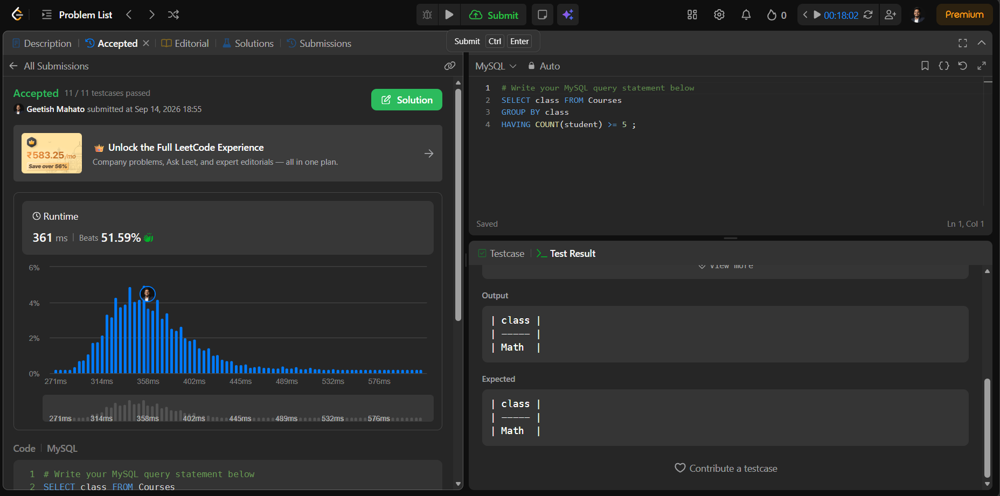 Problem List
Submit
0
00:18:02
Premium
Submit Ctrl Enter
Description
Accepted
Editorial
Solutions
Submissions
All Submissions
Accepted 11 / 11 testcases passed
Geetish Mahato submitted at Sep 14, 2026 18:55
Solution
₹583.25/mo
Save over 56%
Unlock the Full LeetCode Experience
Company problems, Ask Leet, and expert editorials — all in one plan.
Runtime
361 ms | Beats 51.59%
6%
4%
2%
0%
271ms 314ms 358ms 402ms 445ms 489ms 532ms 576ms
271ms 314ms 358ms 402ms 445ms 489ms 532ms 576ms
Code | MySQL
1 # Write your MySQL query statement below
2 SELECT class FROM Courses
MySQL
Auto
1 # Write your MySQL query statement below
2 SELECT class FROM Courses
3 GROUP BY class
4 HAVING COUNT(student) >= 5 ;
Saved
Ln 1, Col 1
Testcase
Test Result
View more
Output
| class |
| ----- |
| Math |
Expected
| class |
| ----- |
| Math |
Contribute a testcase